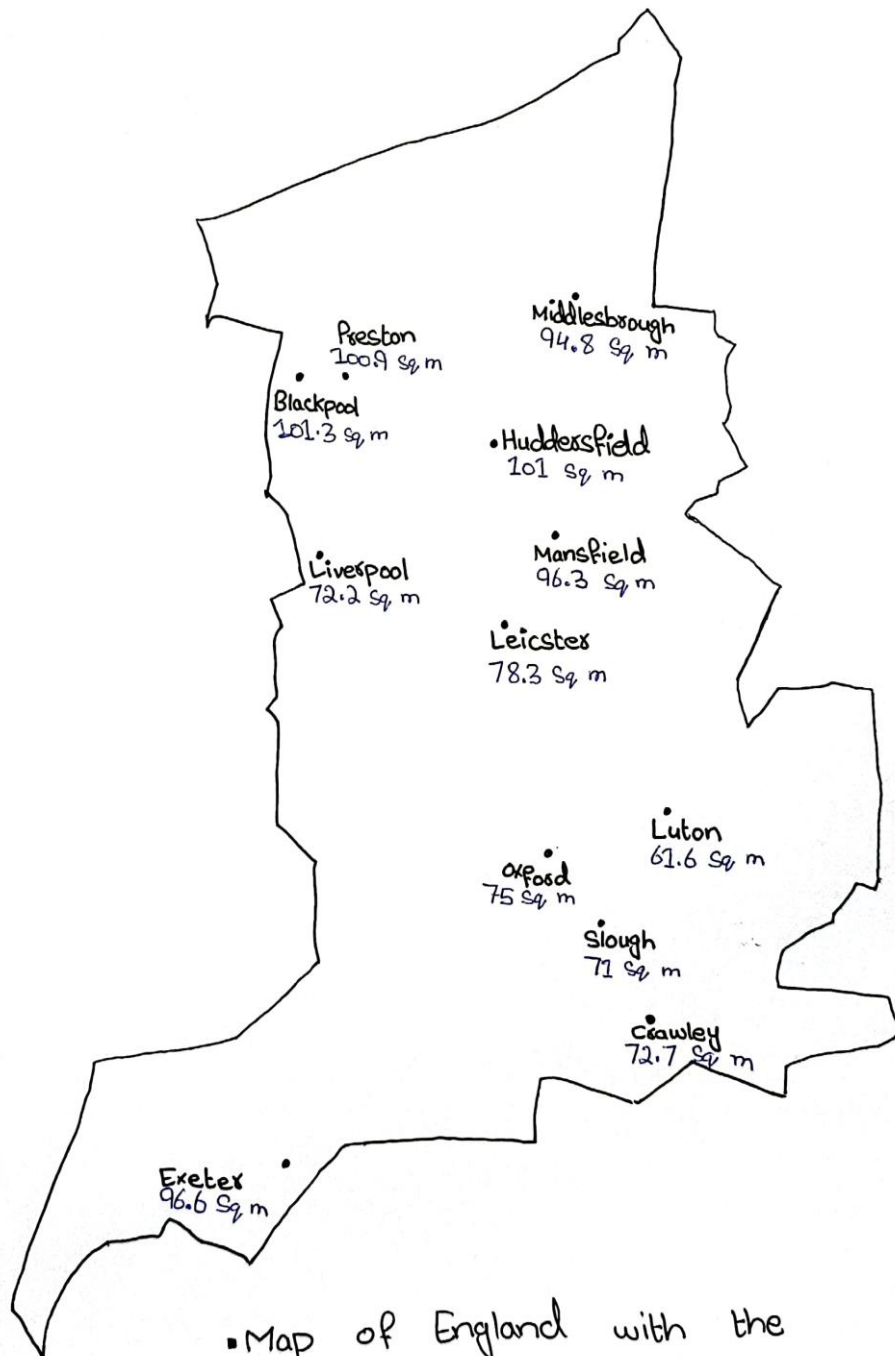 Preston
100.9 Sq m
Middlesbrough
94.8 Sq m
Blackpool
101.3 Sq m
Huddersfield
101 Sq m
Liverpool
72.2 Sq m
Mansfield
96.3 Sq m
Leicster
78.3 Sq m
Luton
61.6 Sq m
Oxford
75 Sq m
Slough
71 Sq m
Crawley
72.7 Sq m
Exeter
96.6 Sq m
▪Map of England with the